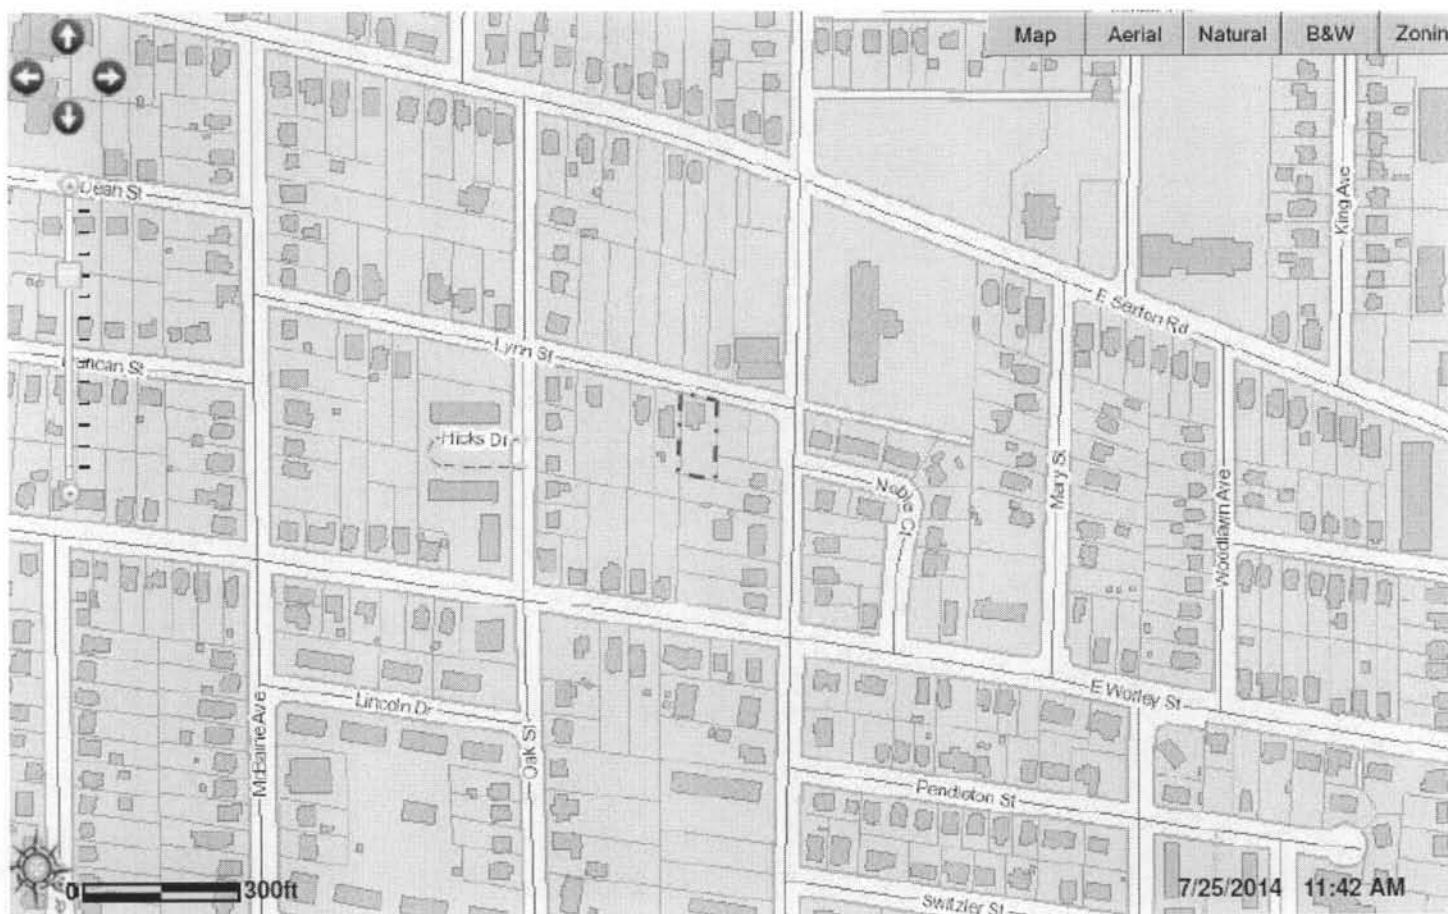 Map Aerial Natural B&W Zonin
Dean St
King Ave
E Sexton Rd
Lynn St
Hicks Dr
Noble Ct
Mary St
Woodlawn Ave
E Worley St
McBaine Ave
Lincoln Dr
Oak St
Pendleton St
Switzler St
0 300ft
7/25/2014 11:42 AM